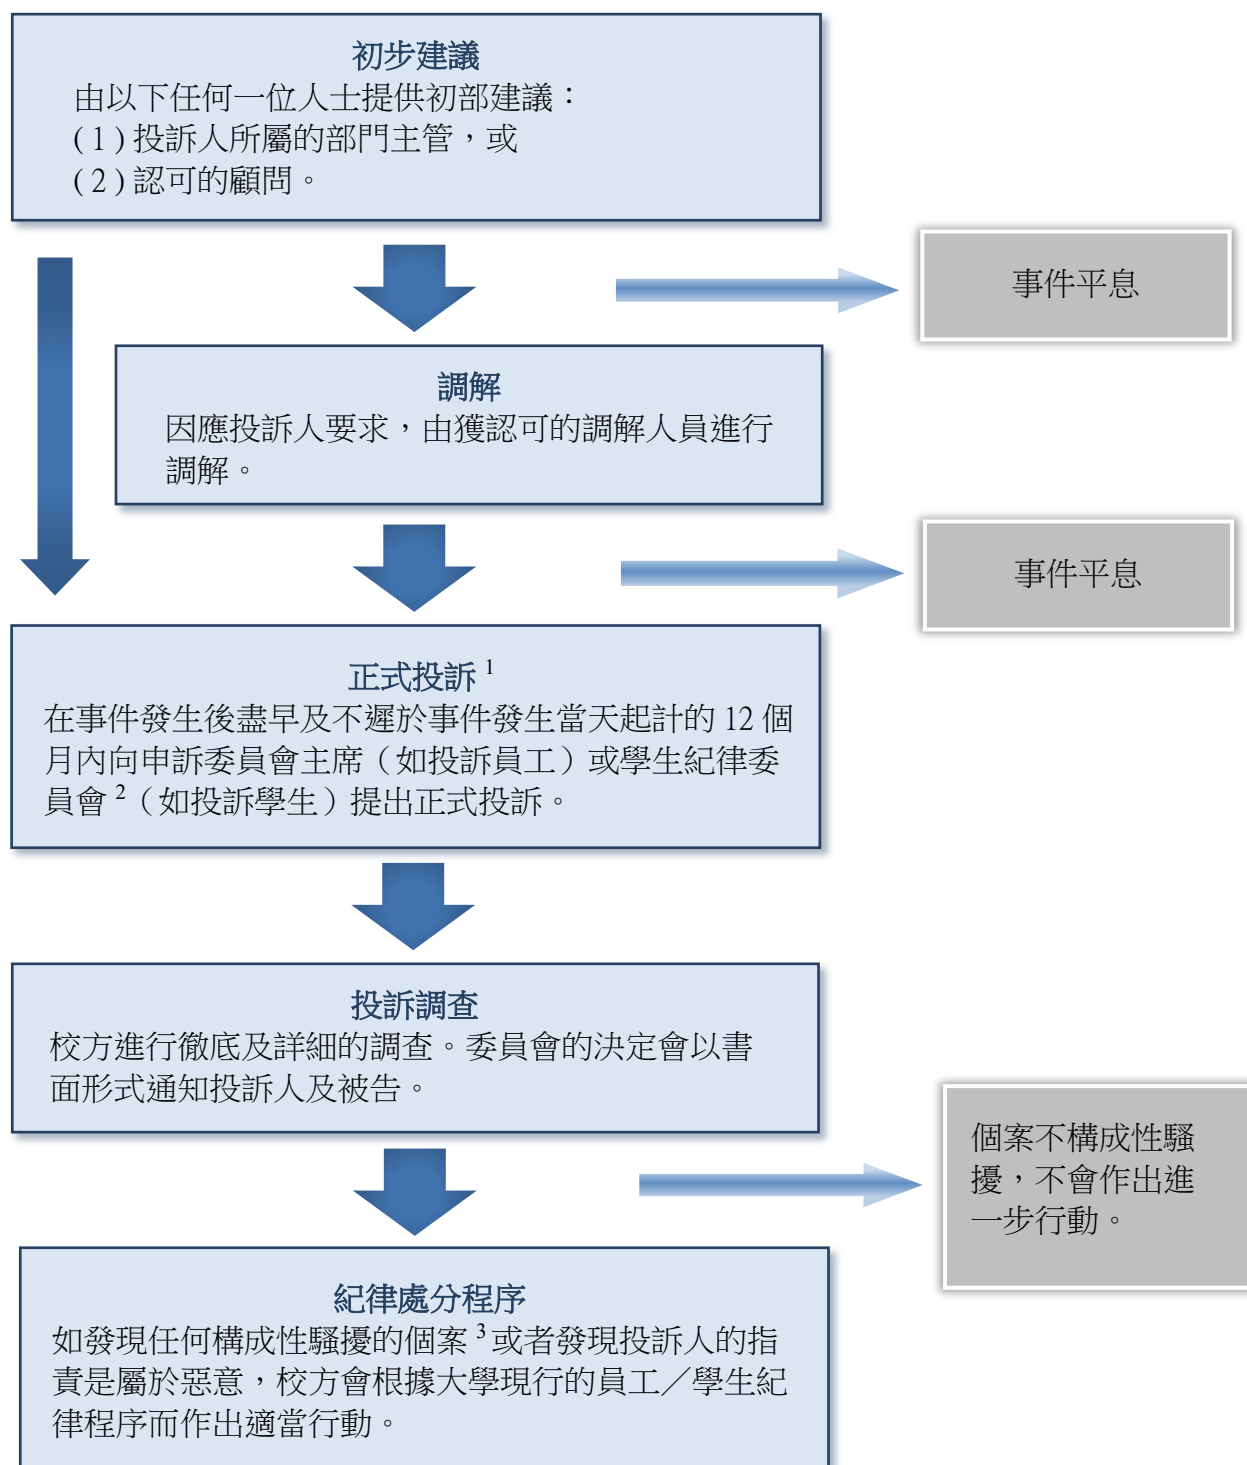 初步建議
由以下任何一位人士提供初部建議：
(1)投訴人所屬的部門主管，或
(2)認可的顧問。
事件平息
調解
因應投訴人要求，由獲認可的調解人員進行
調解。
事件平息
正式投訴 1
在事件發生後盡早及不遲於事件發生當天起計的 12 個
月內向申訴委員會主席（如投訴員工）或學生紀律委
員會 2（如投訴學生）提出正式投訴。
投訴調查
校方進行徹底及詳細的調查。委員會的決定會以書
面形式通知投訴人及被告。
個案不構成性騷
擾，不會作出進
一步行動。
紀律處分程序
如發現任何構成性騷擾的個案 3 或者發現投訴人的指
責是屬於惡意，校方會根據大學現行的員工／學生紀
律程序而作出適當行動。